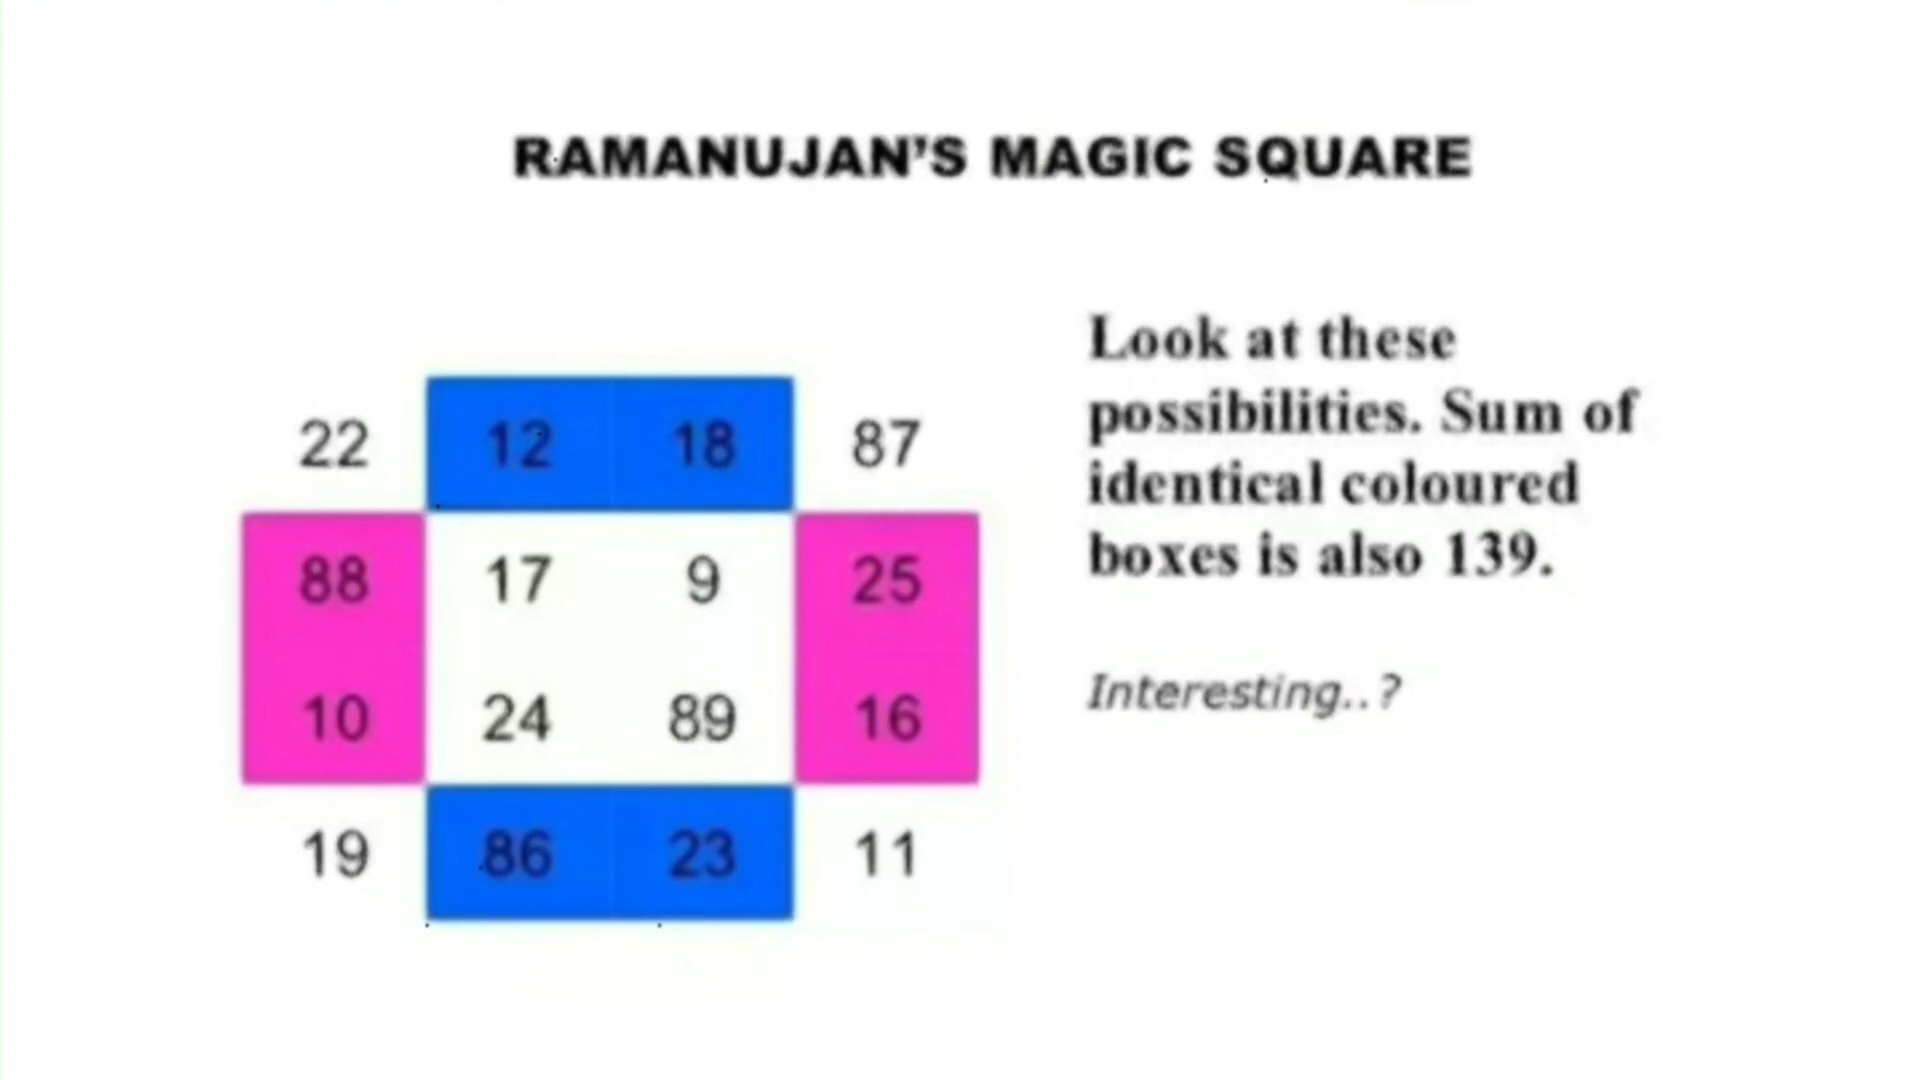 RAMANUJAN'S MAGIC SQUARE
Look at these
possibilities. Sum of
identical coloured
boxes is also 139.
Interesting..?
22 12 18 87
88 17 9 25
10 24 89 16
19 86 23 11